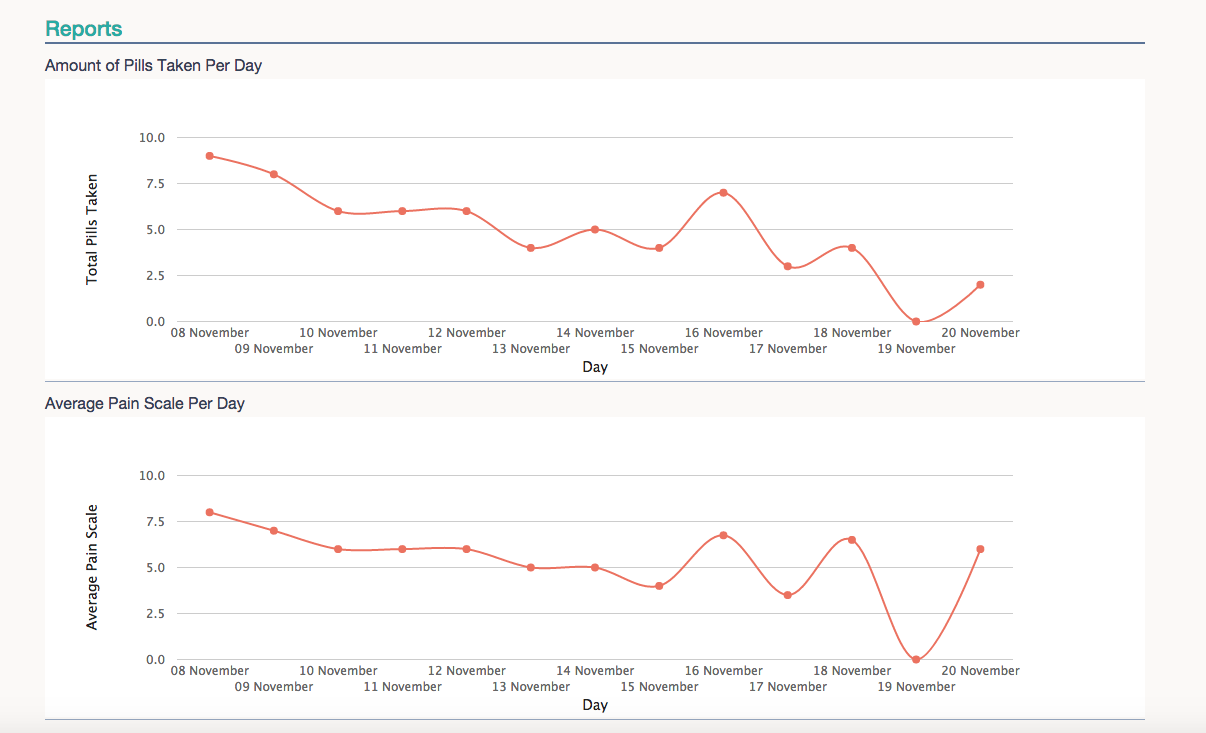 Reports
Amount of Pills Taken Per Day
10.0
7.5
5.0
2.5
0.0
Total Pills Taken
08 November 10 November 12 November 14 November 16 November 18 November 20 November
09 November 11 November 13 November 15 November 17 November 19 November
Day
Average Pain Scale Per Day
10.0
7.5
5.0
2.5
0.0
Average Pain Scale
08 November 10 November 12 November 14 November 16 November 18 November 20 November
09 November 11 November 13 November 15 November 17 November 19 November
Day